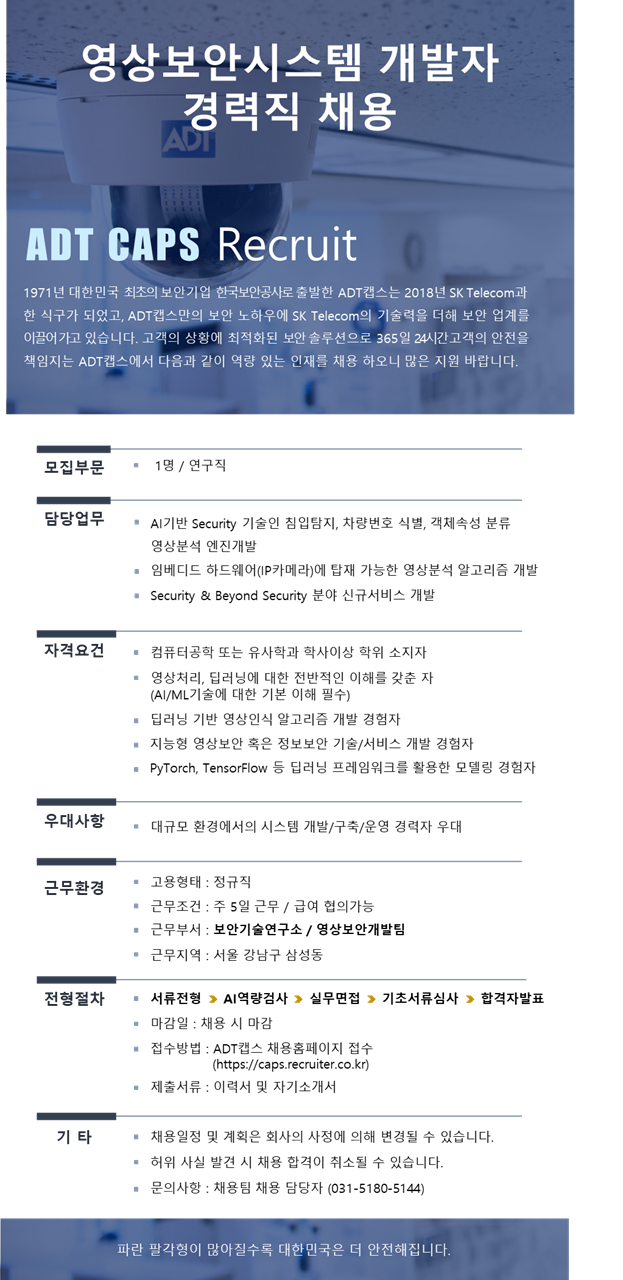 영상보안시스템 개발자
경력직 채용
ADT
ADT CAPS Recruit
1971년 대한민국 최초의 보안기업 한국보안공사로 출발한 ADT캡스는 2018년 SK Telecom과
한 식구가 되었고, ADT캡스만의 보안 노하우에 SK Telecom의 기술력을 더해 보안 업계를
이끌어가고 있습니다. 고객의 상황에 최적화된 보안 솔루션으로 365일 24시간 고객의 안전을
책임지는 ADT캡스에서 다음과 같이 역량 있는 인재를 채용 하오니 많은 지원 바랍니다.
모집부문
1명 / 연구직
담당업무
AI기반 Security 기술인 침입탐지, 차량번호 식별, 객체속성 분류
영상분석 엔진개발
임베디드 하드웨어(IP카메라)에 탑재 가능한 영상분석 알고리즘 개발
Security & Beyond Security 분야 신규서비스 개발
자격요건
컴퓨터공학 또는 유사학과 학사이상 학위 소지자
영상처리, 딥러닝에 대한 전반적인 이해를 갖춘 자
(AI/ML기술에 대한 기본 이해 필수)
딥러닝 기반 영상인식 알고리즘 개발 경험자
지능형 영상보안 혹은 정보보안 기술/서비스 개발 경험자
PyTorch, TensorFlow 등 딥러닝 프레임워크를 활용한 모델링 경험자
우대사항
대규모 환경에서의 시스템 개발/구축/운영 경력자 우대
근무환경
고용형태 : 정규직
근무조건 : 주 5일 근무 / 급여 협의가능
근무부서 : 보안기술연구소 / 영상보안개발팀
근무지역 : 서울 강남구 삼성동
전형절차
서류전형 > AI역량검사 > 실무면접 > 기초서류심사 > 합격자발표
마감일 : 채용 시 마감
접수방법 : ADT캡스 채용홈페이지 접수
(https://caps.recruiter.co.kr)
제출서류 : 이력서 및 자기소개서
기 타
채용일정 및 계획은 회사의 사정에 의해 변경될 수 있습니다.
허위 사실 발견 시 채용 합격이 취소될 수 있습니다.
문의사항 : 채용팀 채용 담당자 (031-5180-5144)
파란 팔각형이 많아질수록 대한민국은 더 안전해집니다.